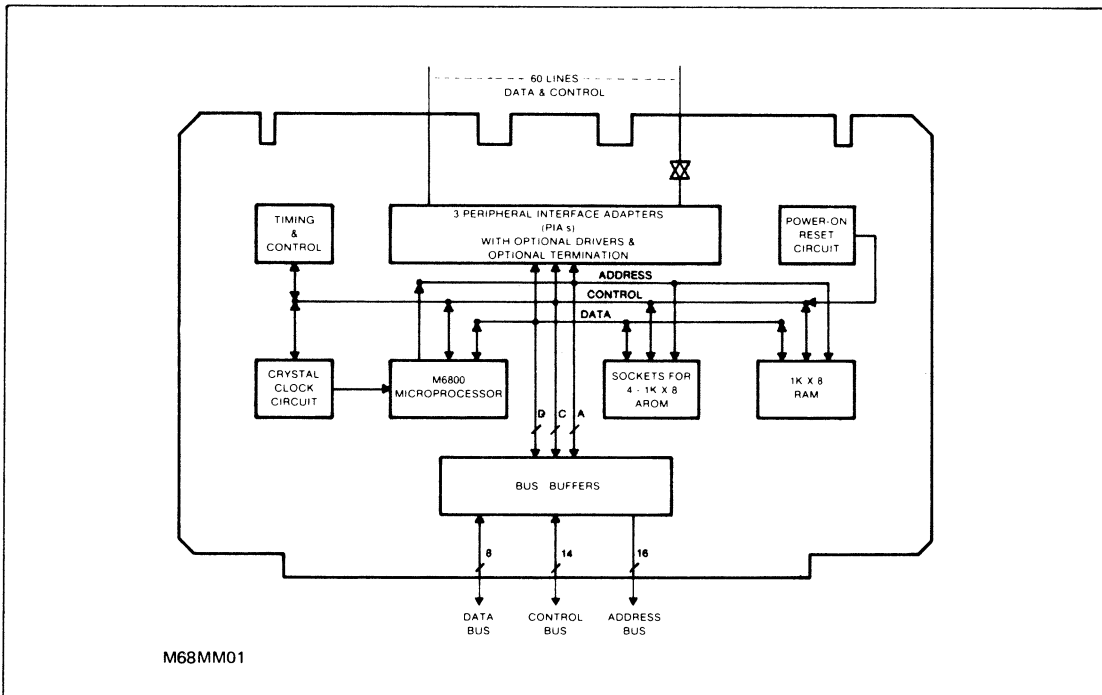 60 LINES
DATA & CONTROL
TIMING
&
CONTROL
3 PERIPHERAL INTERFACE ADAPTERS
(PIA s)
WITH OPTIONAL DRIVERS &
OPTIONAL TERMINATION
POWER-ON
RESET
CIRCUIT
ADDRESS
CONTROL
DATA
CRYSTAL
CLOCK
CIRCUIT
M6800
MICROPROCESSOR
SOCKETS FOR
4 - 1K X 8
AROM
1K X 8
RAM
D C A
BUS BUFFERS
8 14 16
DATA
BUS
CONTROL
BUS
ADDRESS
BUS
M68MM01